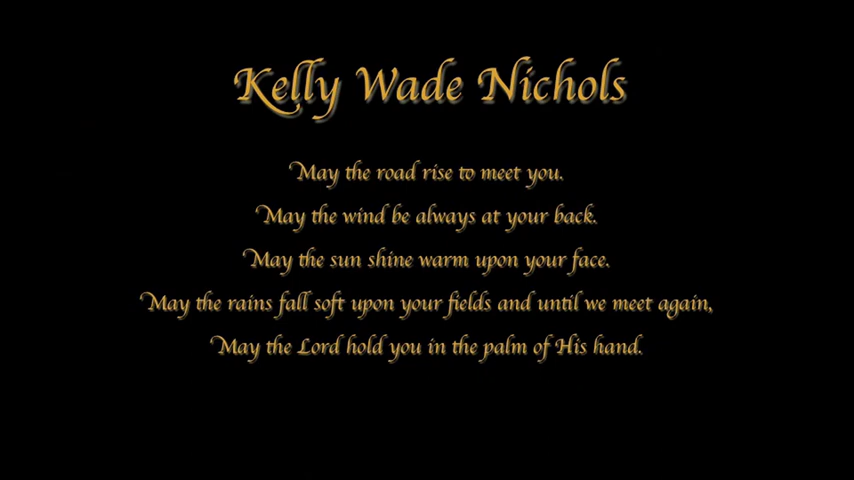 Kelly Wade Nichols
May the road rise to meet you.
May the wind be always at your back.
May the sun shine warm upon your face.
May the rains fall soft upon your fields and until we meet again,
May the Lord hold you in the palm of His hand.